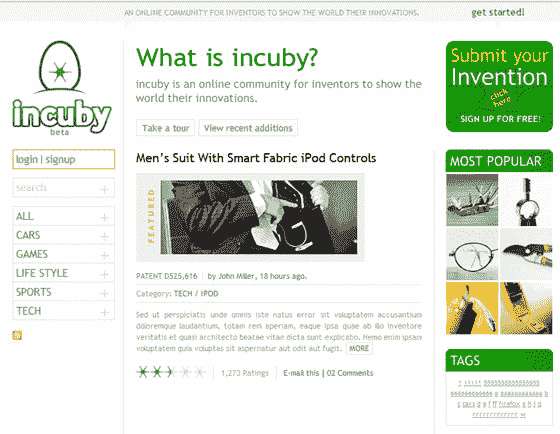 AN ONLINE COMMUNITY FOR INVENTORS TO SHOW THE WORLD THEIR INNOVATIONS.
get started!
incuby
beta
login | signup
search
ALL
CARS
GAMES
LIFE STYLE
SPORTS
TECH
What is incuby?
incuby is an online community for inventors to show the
world their innovations.
Take a tour
View recent additions
Men's Suit With Smart Fabric iPod Controls
FEATURED
PATENT D525,616 | by John Miller, 18 hours ago.
Category: TECH / IPOD
Sed ut perspiciatis unde omnis iste natus error sit voluptatem accusantium
doloremque laudantium, totam rem aperiam, eaque ipsa quae ab illo inventore
veritatis et quasi architecto beatae vitae dicta sunt explicabo. Nemo enim ipsam
voluptatem quia voluptas sit aspernatur aut odit aut fugit. MORE
1,273 Ratings
E-mail this | 02 Comments
Submit your
Invention
click
here
SIGN UP FOR FREE!
MOST POPULAR
TAGS